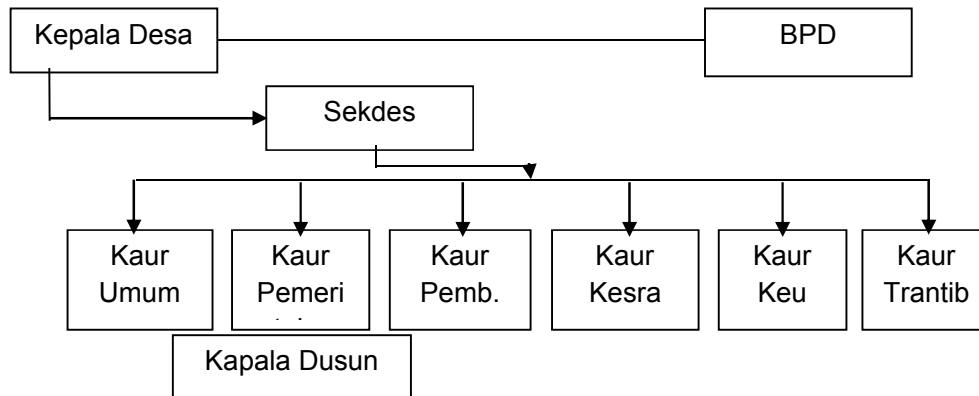 Kepala Desa
BPD
Sekdes
Kaur
Umum
Kaur
Pemeri
Kaur
Pemb.
Kaur
Kesra
Kaur
Keu
Kaur
Trantib
Kapala Dusun